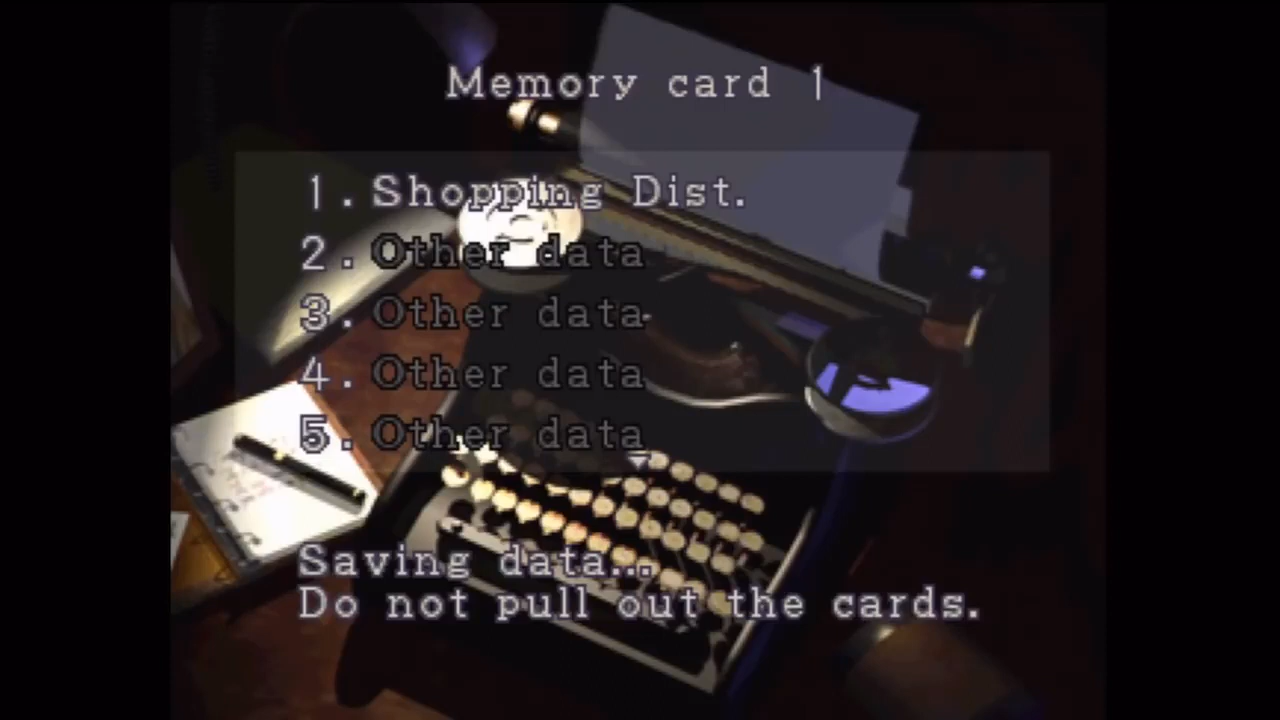 Memory card 1
1. Shopping Dist.
2. Other data
3. Other data
4. Other data
5. Other data
Saving data...
Do not pull out the cards.